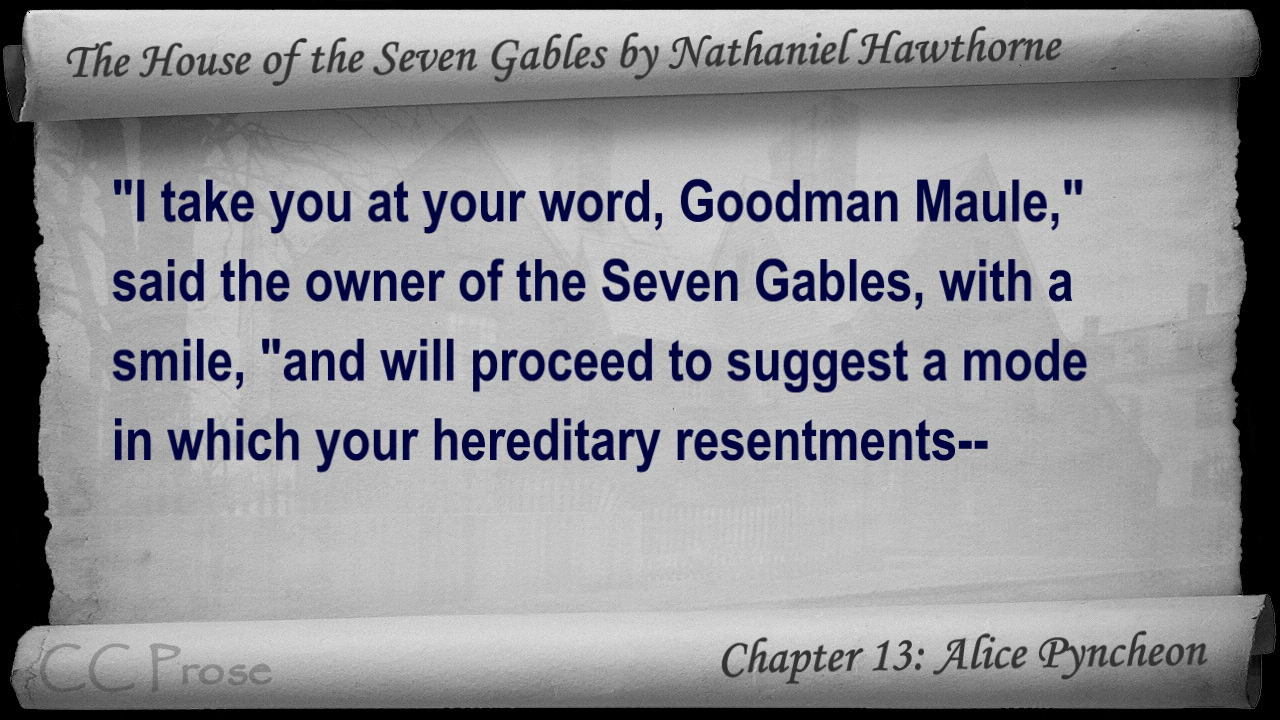 The House of the Seven Gables by Nathaniel Hawthorne
"I take you at your word, Goodman Maule,"
said the owner of the Seven Gables, with a
smile, "and will proceed to suggest a mode
in which your hereditary resentments--
CC Prose
Chapter 13: Alice Pyncheon